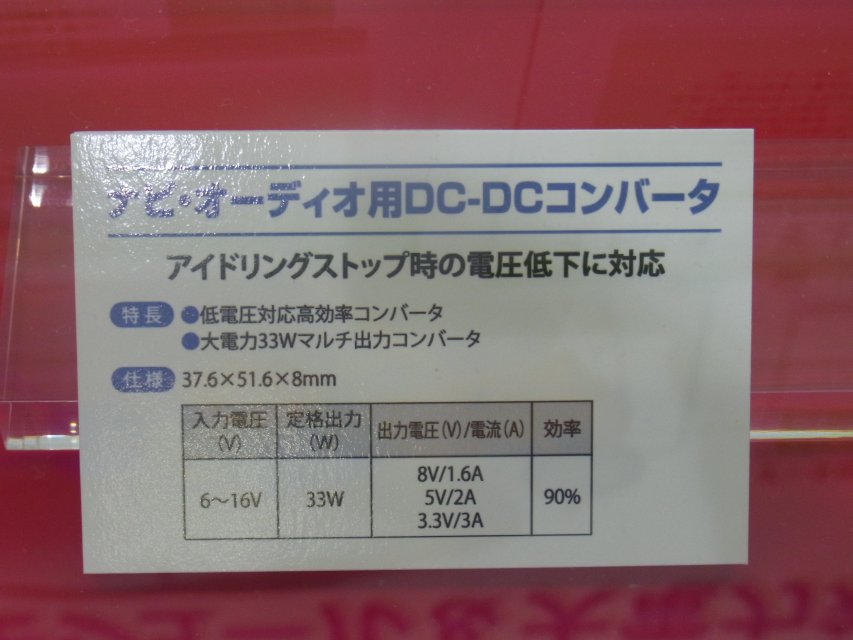 ナビ・オーディオ用DC-DCコンバータ
アイドリングストップ時の電圧低下に対応
特長 ●低電圧対応高効率コンバータ
●大電力33Wマルチ出力コンバータ
仕様 37.6×51.6×8mm
入力電圧(V) 定格出力(W) 出力電圧(V)/電流(A) 効率
6～16V 33W 8V/1.6A 90%
5V/2A
3.3V/3A